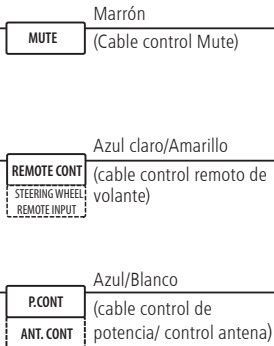 Marrón
MUTE
(Cable control Mute)
Azul claro/Amarillo
REMOTE CONT
STEERING WHEEL
REMOTE INPUT
(cable control remoto de
volante)
Azul/Blanco
P.CONT
ANT. CONT
(cable control de
potencia/ control antena)